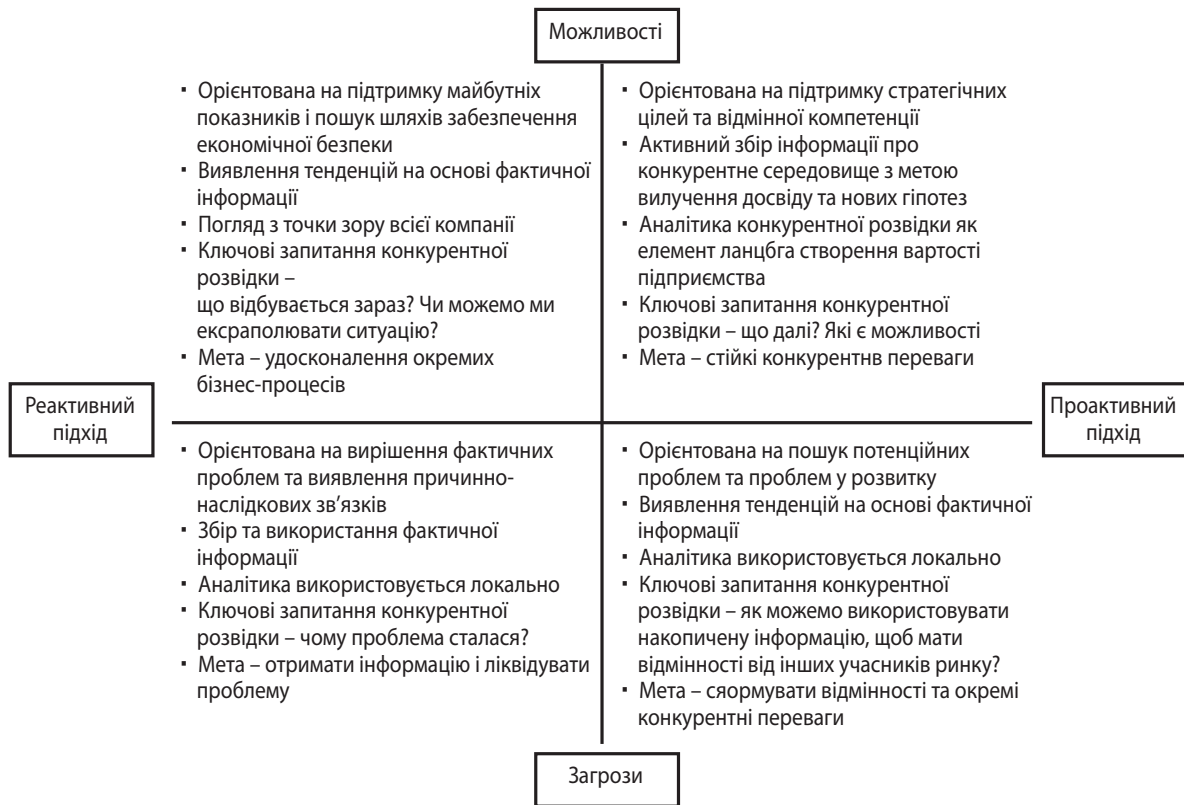 Можливості
▪ Орієнтована на підтримку майбутніх
показників і пошук шляхів забезпечення
економічної безпеки
▪ Виявлення тенденцій на основі фактичної
інформації
▪ Погляд з точки зору всієї компанії
▪ Ключові запитання конкурентної
розвідки –
що відбувається зараз? Чи можемо ми
ексраполювати ситуацію?
▪ Мета – удосконалення окремих
бізнес-процесів
▪ Орієнтована на підтримку стратегічних
цілей та відмінної компетенції
▪ Активний збір інформації про
конкурентне середовище з метою
вилучення досвіду та нових гіпотез
▪ Аналітика конкурентної розвідки як
елемент ланцбга створення вартості
підприємства
▪ Ключові запитання конкурентної
розвідки – що далі? Які є можливості
▪ Мета – стійкі конкурентнв переваги
Реактивний
підхід
Проактивний
підхід
▪ Орієнтована на вирішення фактичних
проблем та виявлення причинно-
наслідкових зв’язків
▪ Збір та використання фактичної
інформації
▪ Аналітика використовується локально
▪ Ключові запитання конкурентної
розвідки – чому проблема сталася?
▪ Мета – отримати інформацію і ліквідувати
проблему
▪ Орієнтована на пошук потенційних
проблем та проблем у розвитку
▪ Виявлення тенденцій на основі фактичної
інформації
▪ Аналітика використовується локально
▪ Ключові запитання конкурентної
розвідки – як можемо використовувати
накопичену інформацію, щоб мати
відмінності від інших учасників ринку?
▪ Мета – сяормувати відмінності та окремі
конкурентні переваги
Загрози